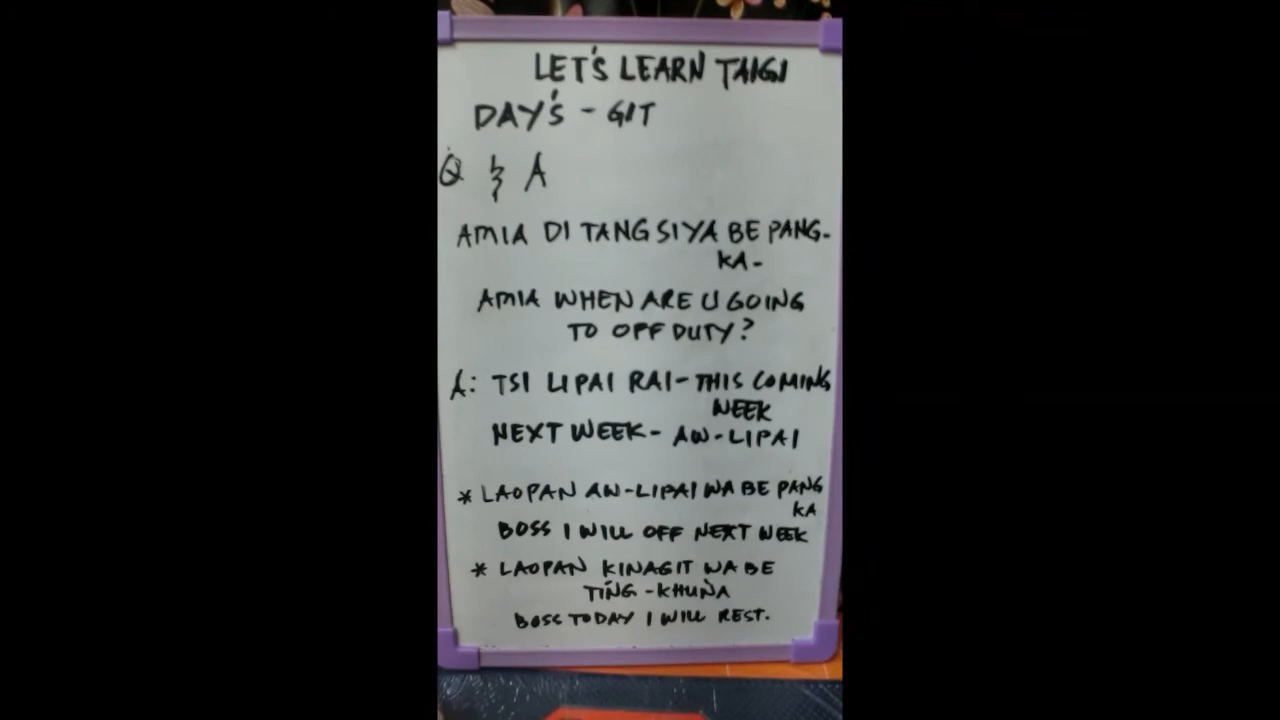 LET'S LEARN TAIGI
DAY'S - GIT
Q & A
AMIA DI TANG SIYA BE PANG-
KA-
AMIA WHEN ARE U GOING
TO OFF DUTY?
A: TSI LIPAI RAI - THIS COMING
WEEK
NEXT WEEK - AW-LIPAI
* LAOPAN AW-LIPAI WA BE PANG
KA
BOSS I WILL OFF NEXT WEEK
* LAOPAN KINAGIT WA BE
TING-KHUNA
BOSS TODAY I WILL REST.